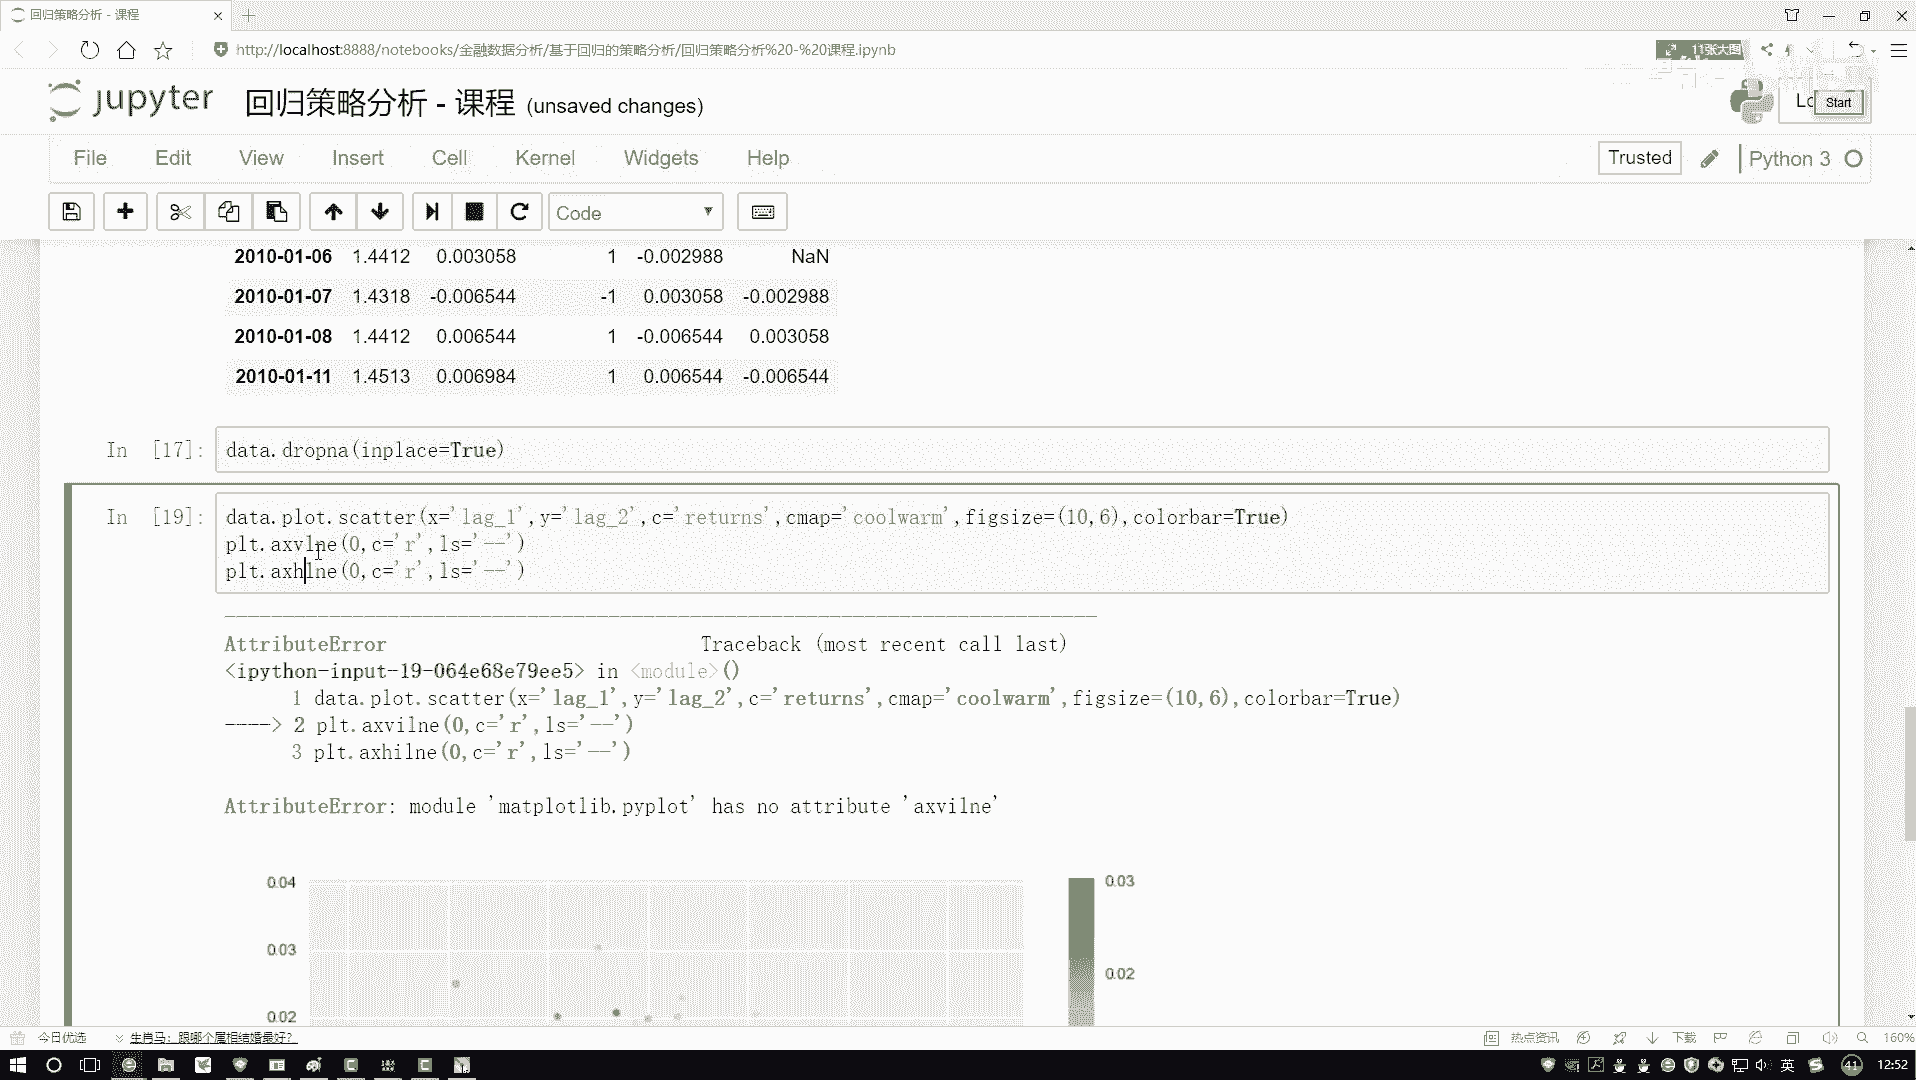 回归策略分析 - 课程
http://localhost:8888/notebooks/金融数据分析/基于回归的策略分析/回归策略分析%20-%20课程.ipynb
11张大图
jupyter 回归策略分析 - 课程 (unsaved changes)
Start
File Edit View Insert Cell Kernel Widgets Help
Trusted Python 3
Code
2010-01-06 1.4412 0.003058 1 -0.002988 NaN
2010-01-07 1.4318 -0.006544 -1 0.003058 -0.002988
2010-01-08 1.4412 0.006544 1 -0.006544 0.003058
2010-01-11 1.4513 0.006984 1 0.006544 -0.006544
In [17]: data.dropna(inplace=True)
In [19]: data.plot.scatter(x='lag_1',y='lag_2',c='returns',cmap='coolwarm',figsize=(10,6),colorbar=True)
plt.axvlne(0,c='r',ls='--')
plt.axhlne(0,c='r',ls='--')
AttributeError Traceback (most recent call last)
<ipython-input-19-064e68e79ee5> in <module>()
1 data.plot.scatter(x='lag_1',y='lag_2',c='returns',cmap='coolwarm',figsize=(10,6),colorbar=True)
----> 2 plt.axvilne(0,c='r',ls='--')
3 plt.axhilne(0,c='r',ls='--')
AttributeError: module 'matplotlib.pyplot' has no attribute 'axvilne'
0.04 0.03
0.03
0.02
0.02
今日优选 生肖马：跟哪个属相结婚最好? 热点资讯 下载 160%
英 41 12:52